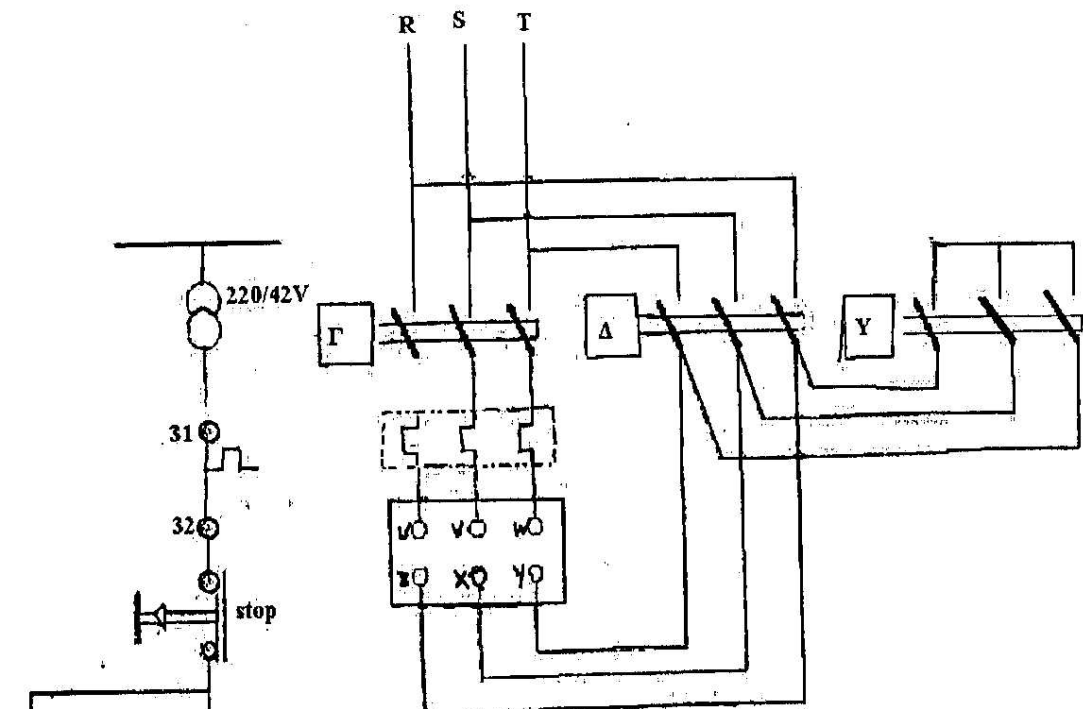 R S T
220/42V
Γ Δ Υ
31
32
U V W
Z X Y
stop